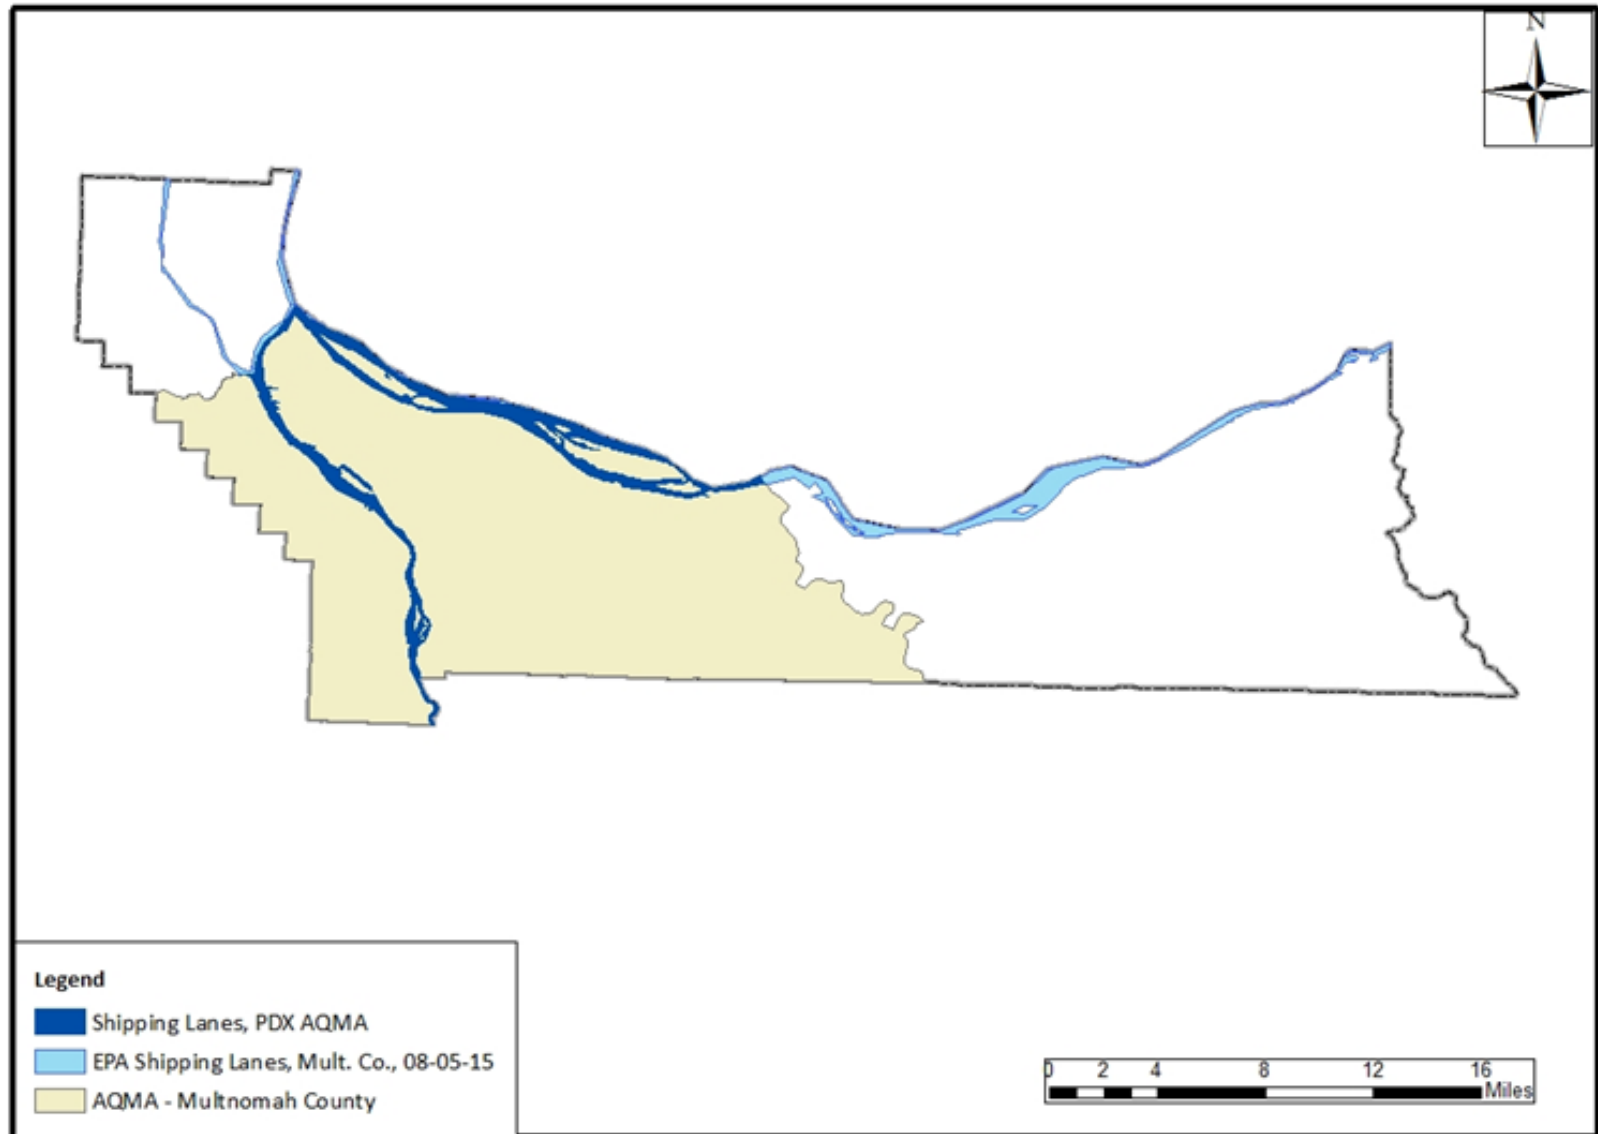 N
Legend
Shipping Lanes, PDX AQMA
EPA Shipping Lanes, Mult. Co., 08-05-15
AQMA - Multnomah County
0 2 4 8 12 16
Miles